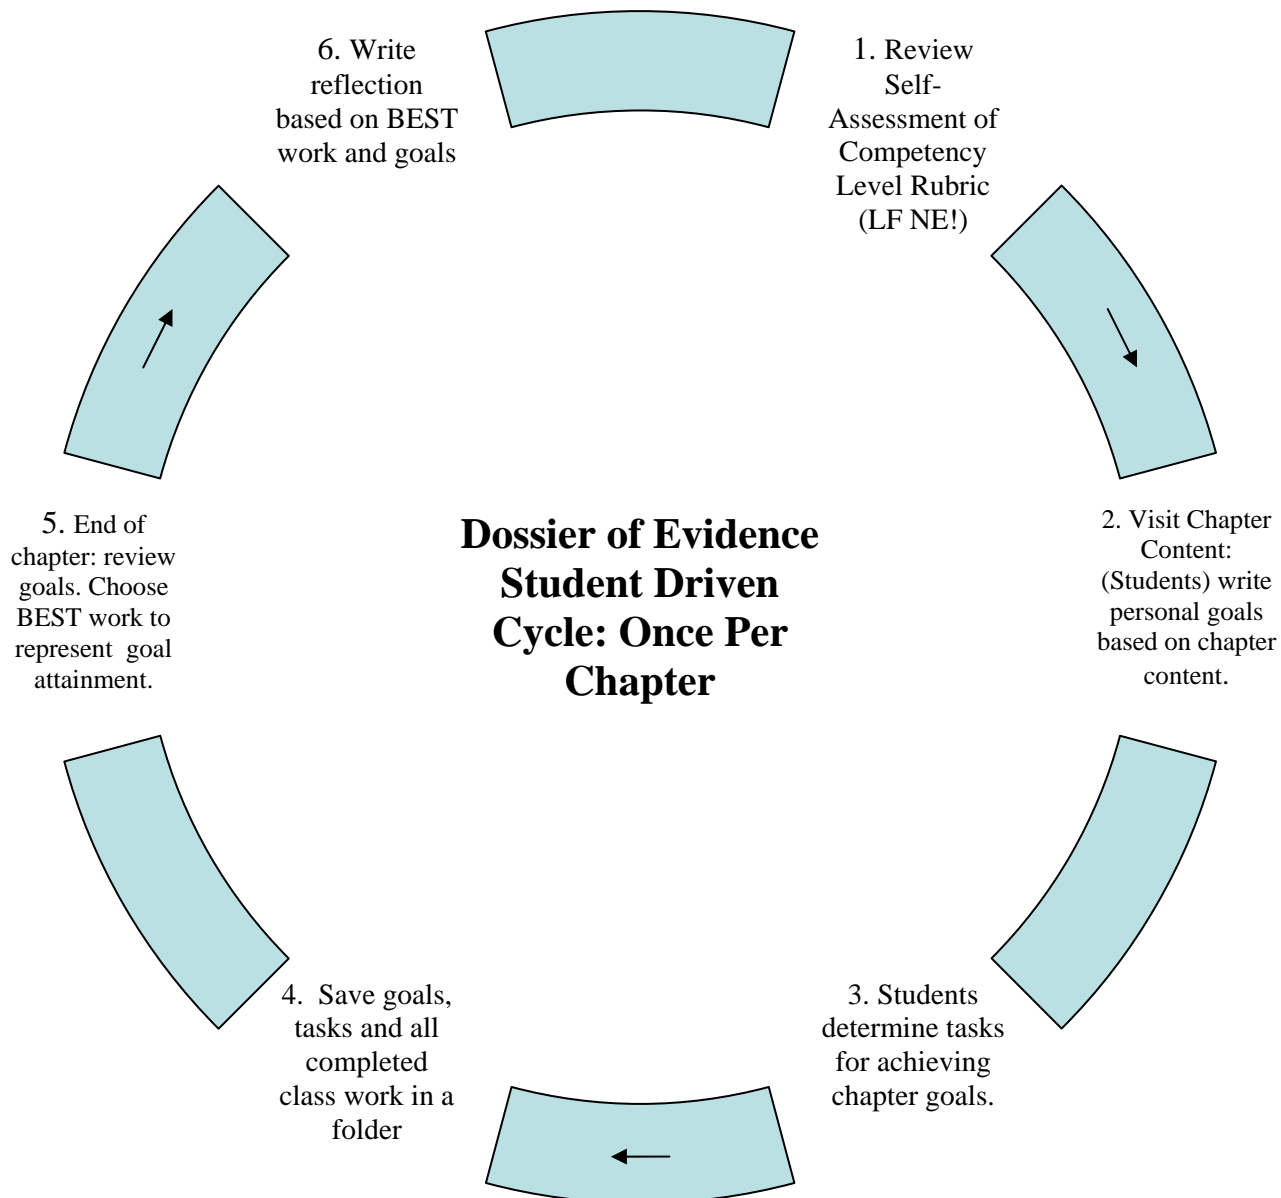 6. Write
reflection
based on BEST
work and goals
1. Review
Self-
Assessment of
Competency
Level Rubric
(LF NE!)
5. End of
chapter: review
goals. Choose
BEST work to
represent goal
attainment.
Dossier of Evidence
Student Driven
Cycle: Once Per
Chapter
2. Visit Chapter
Content:
(Students) write
personal goals
based on chapter
content.
4. Save goals,
tasks and all
completed
class work in a
folder
3. Students
determine tasks
for achieving
chapter goals.